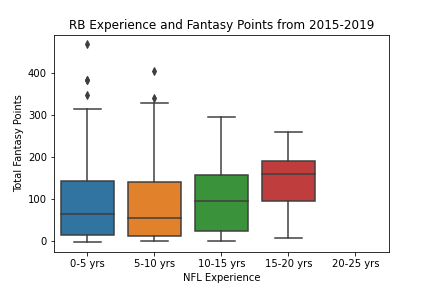 RB Experience and Fantasy Points from 2015-2019
Total Fantasy Points
400
300
200
100
0
0-5 yrs 5-10 yrs 10-15 yrs 15-20 yrs 20-25 yrs
NFL Experience